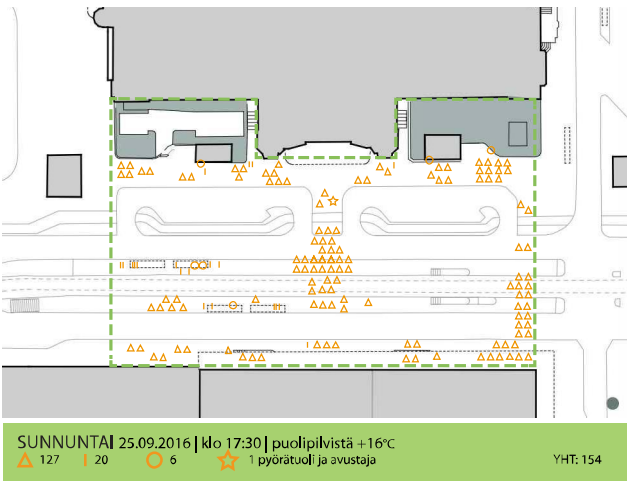 SUNNUNTAI 25.09.2016 | klo 17:30 | puolipilvistä +16°C
127 20 6 1 pyörätuoli ja avustaja YHT: 154